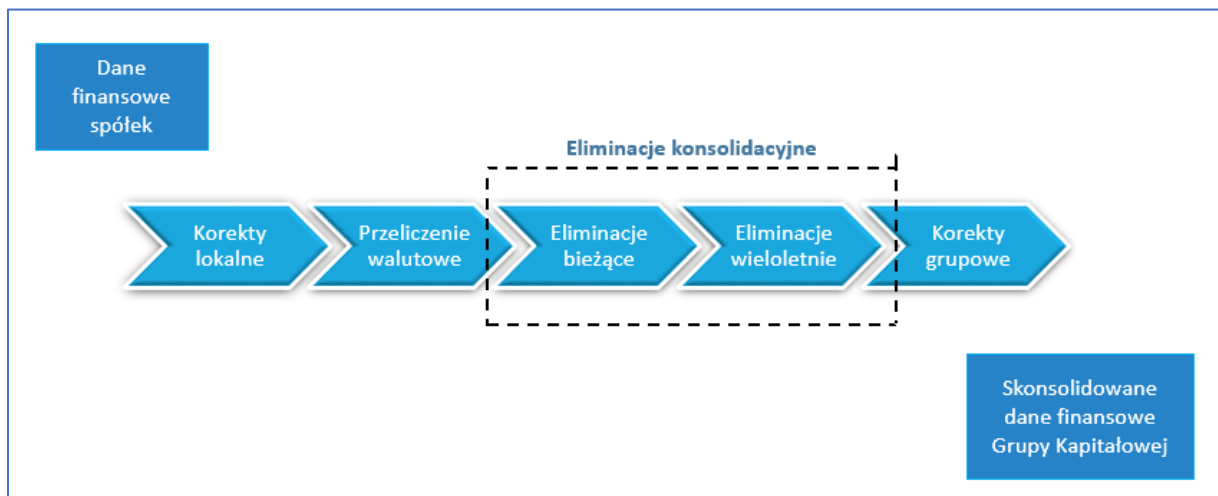 Dane
finansowe
spółek
Eliminacje konsolidacyjne
Korekty
lokalne
Przeliczenie
walutowe
Eliminacje
bieżące
Eliminacje
wieloletnie
Korekty
grupowe
Skonsolidowane
dane finansowe
Grupy Kapitałowej